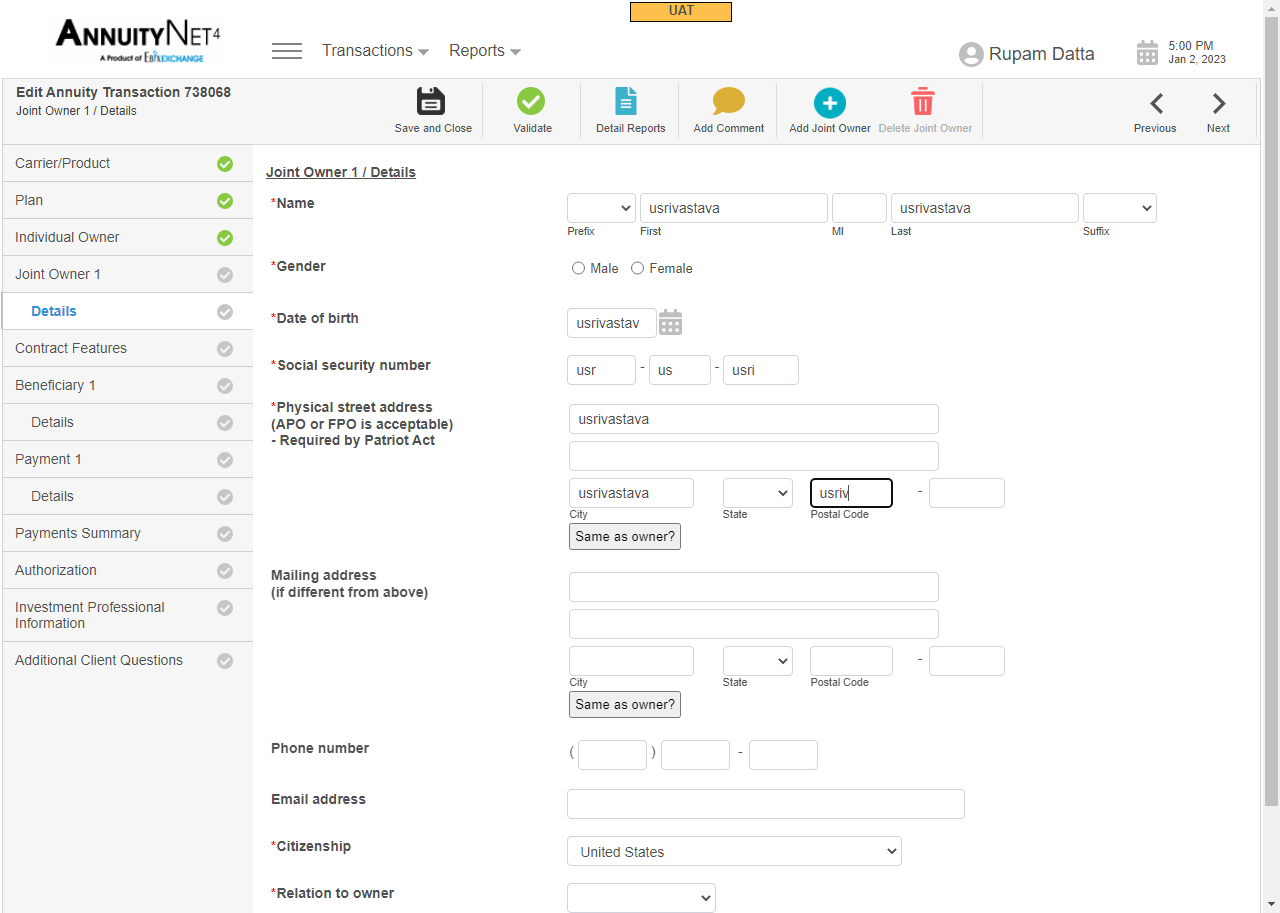 UAT
ANNUITYNET4
A Product of EBIXEXCHANGE
Transactions
Reports
Rupam Datta
5:00 PM
Jan 2, 2023
Edit Annuity Transaction 738068
Joint Owner 1 / Details
Save and Close
Validate
Detail Reports
Add Comment
Add Joint Owner
Delete Joint Owner
Previous
Next
Carrier/Product
Plan
Individual Owner
Joint Owner 1
Details
Contract Features
Beneficiary 1
Details
Payment 1
Details
Payments Summary
Authorization
Investment Professional
Information
Additional Client Questions
Joint Owner 1 / Details
*Name
usrivastava
usrivastava
Prefix
First
MI
Last
Suffix
*Gender
Male
Female
*Date of birth
usrivastav
*Social security number
usr - us - usri
*Physical street address
(APO or FPO is acceptable)
- Required by Patriot Act
usrivastava
usrivastava
usriv
-
City
State
Postal Code
Same as owner?
Mailing address
(if different from above)
-
City
State
Postal Code
Same as owner?
Phone number
( ) -
Email address
*Citizenship
United States
*Relation to owner